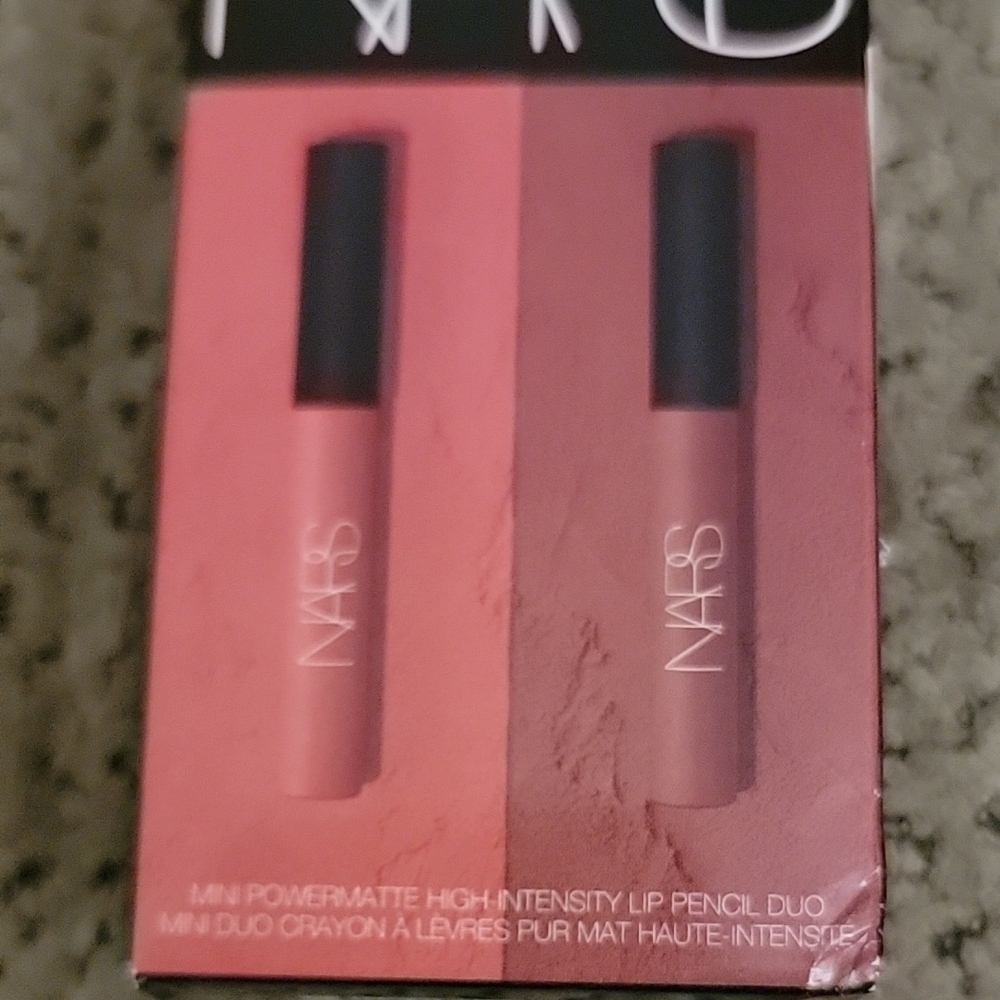 NARS
NARS
NARS
MINI POWERMATTE HIGH-INTENSITY LIP PENCIL DUO
MINI DUO CRAYON À LÈVRES PUR MAT HAUTE-INTENSITÉ